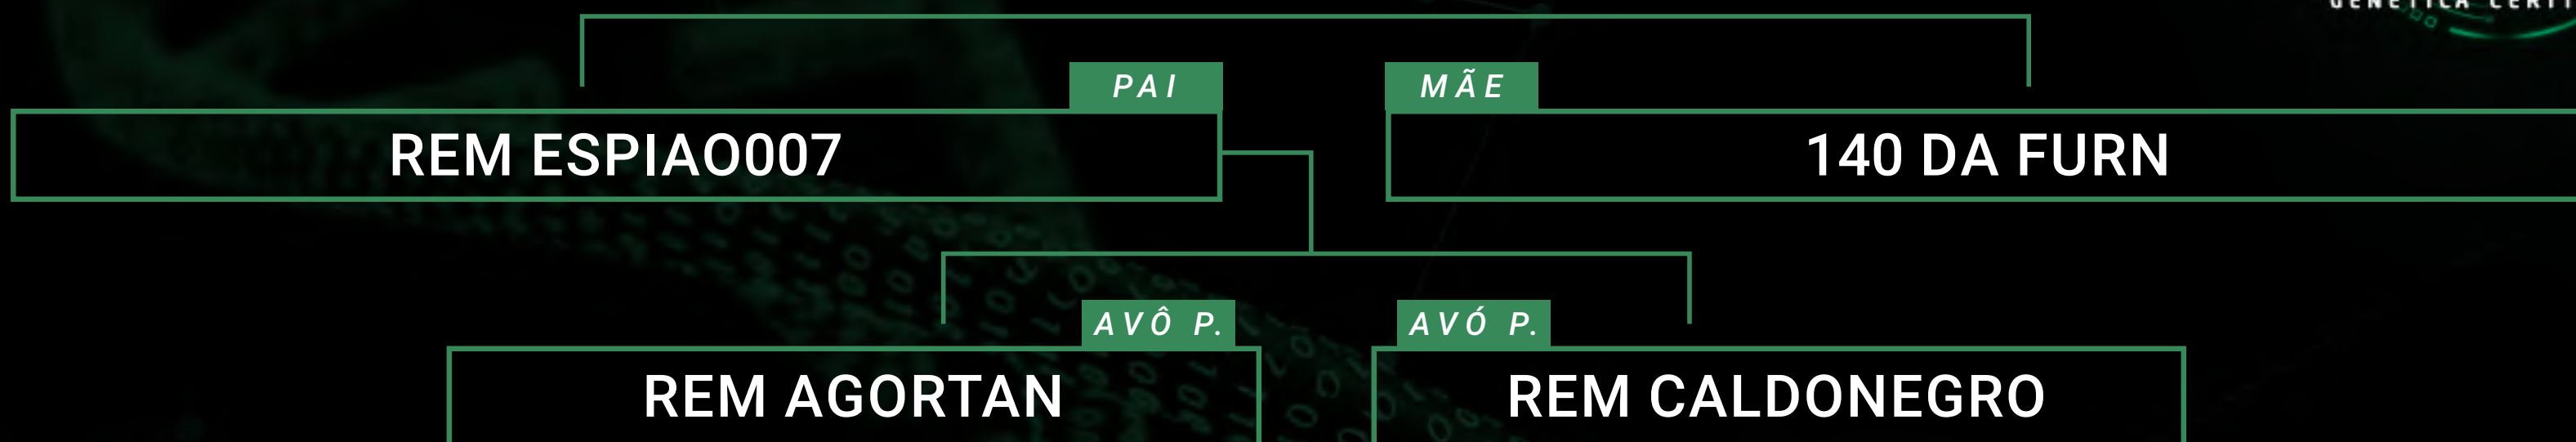 PAI
MÃE
REM ESPIAO007
140 DA FURN
AVÔ P.
AVÓ P.
REM AGORTAN
REM CALDONEGRO